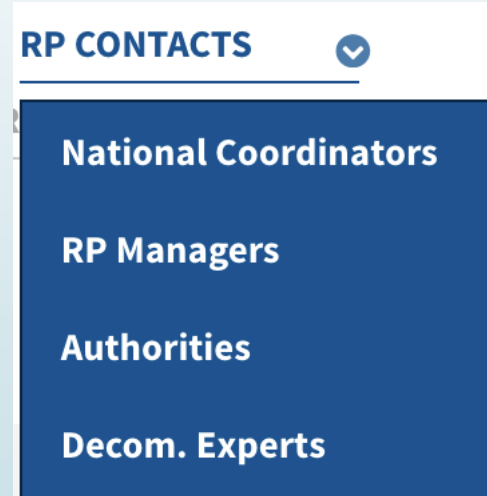 RP CONTACTS
National Coordinators
RP Managers
Authorities
Decom. Experts